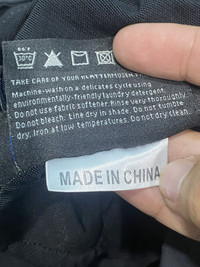 30°C
TAKE CARE OF YOUR
Machine-wash on a delicates cycle using
environmentally-friendly laundry detergent.
Do not use fabric softener. Rinse very thoroughly.
Do not bleach. Line dry in shade. Do not tumble
dry. Iron at low temperatures. Do not dry clean.
MADE IN CHINA